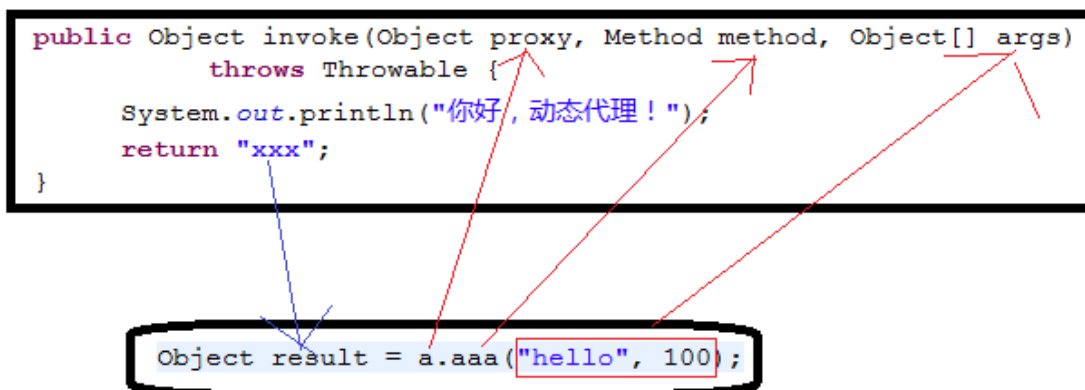 public Object invoke(Object proxy, Method method, Object[] args)
throws Throwable {
System.out.println("你好，动态代理！");
return "xxx";
}
Object result = a.aaa("hello", 100);